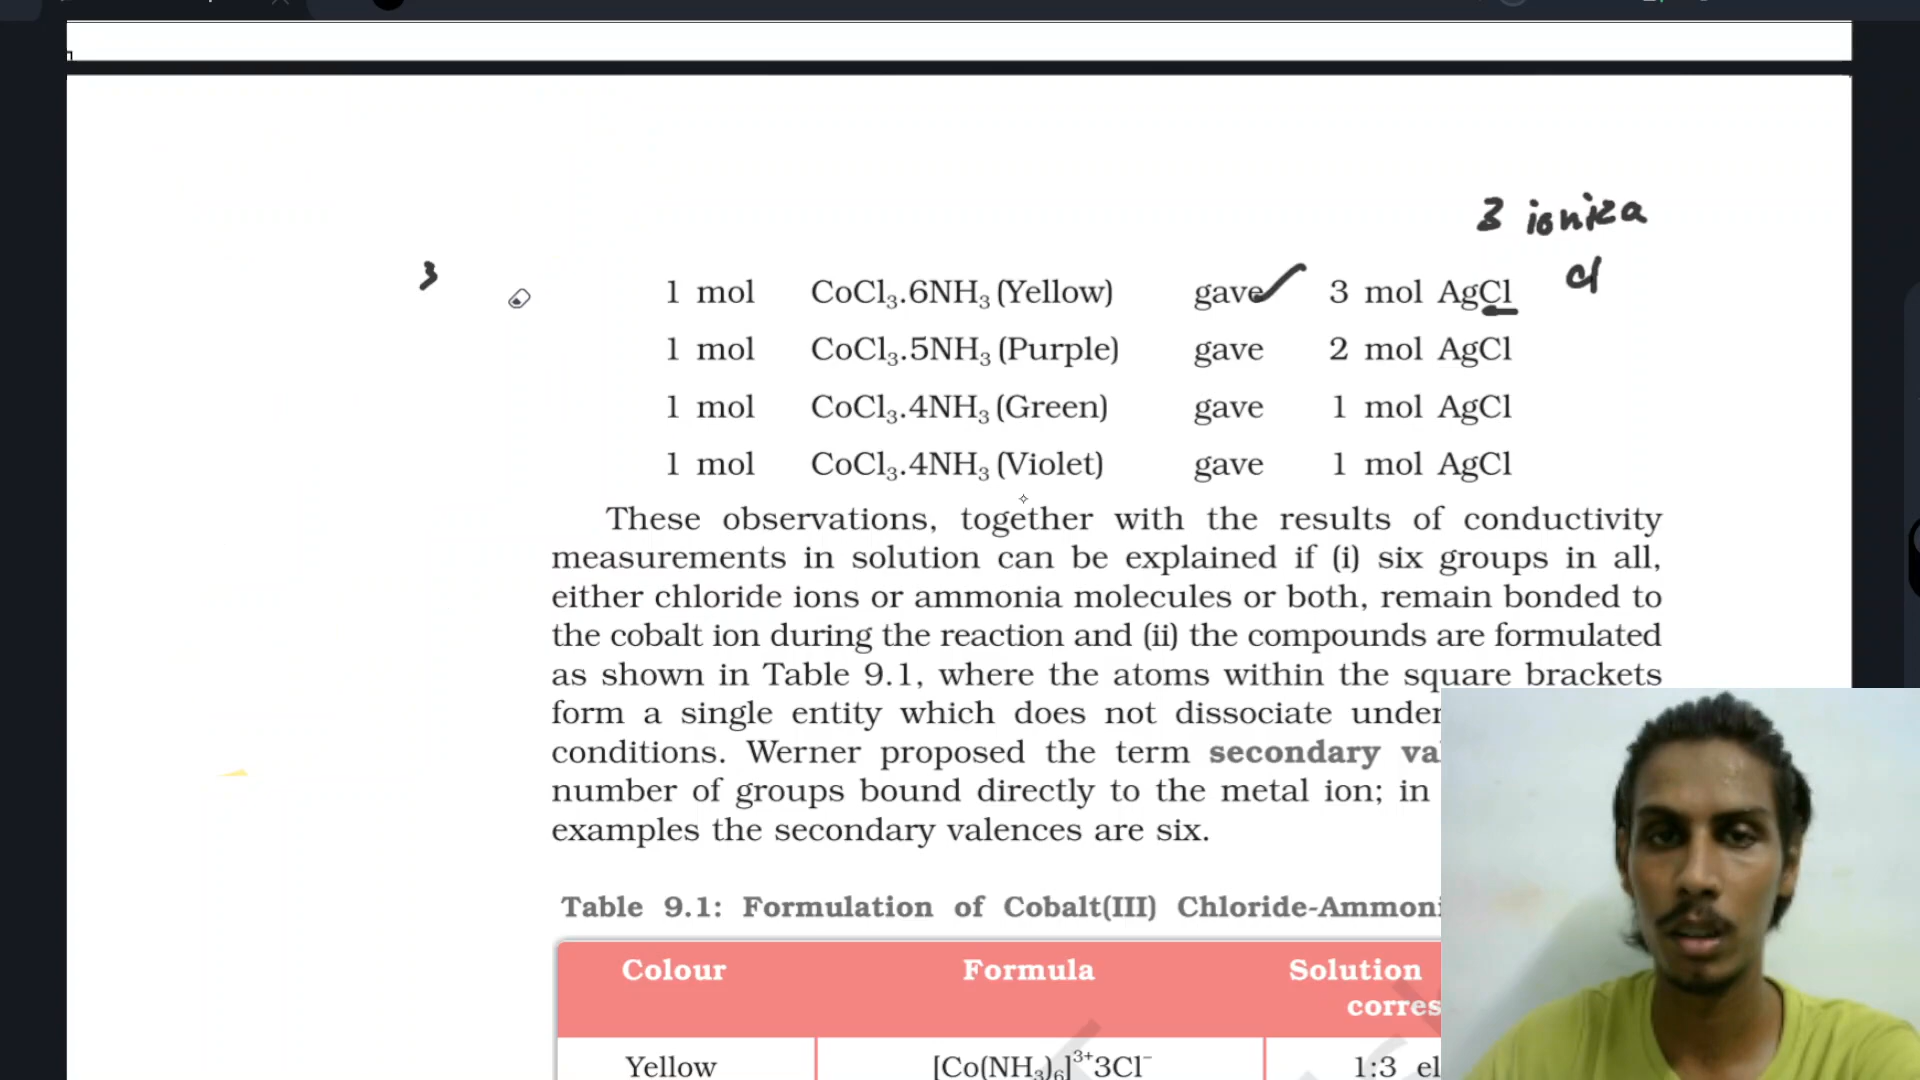 3 ioniza
3
1 mol CoCl₃.6NH₃ (Yellow) gave 3 mol AgCl Cl
1 mol CoCl₃.5NH₃ (Purple) gave 2 mol AgCl
1 mol CoCl₃.4NH₃ (Green) gave 1 mol AgCl
1 mol CoCl₃.4NH₃ (Violet) gave 1 mol AgCl
These observations, together with the results of conductivity
measurements in solution can be explained if (i) six groups in all,
either chloride ions or ammonia molecules or both, remain bonded to
the cobalt ion during the reaction and (ii) the compounds are formulated
as shown in Table 9.1, where the atoms within the square brackets
form a single entity which does not dissociate under
conditions. Werner proposed the term secondary va
number of groups bound directly to the metal ion; in
examples the secondary valences are six.
Table 9.1: Formulation of Cobalt(III) Chloride-Ammoni
Colour Formula Solution
corres
Yellow [Co(NH₃)₆]³⁺3Cl⁻ 1:3 el